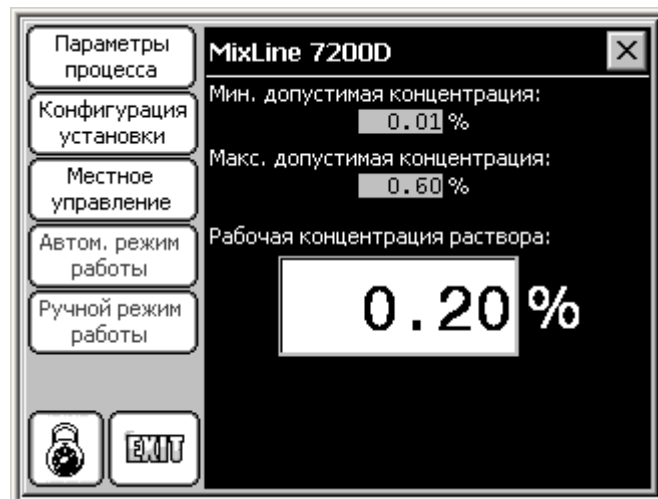 Параметры
процесса
Конфигурация
установки
Местное
управление
Автом. режим
работы
Ручной режим
работы
EXIT
MixLine 7200D
Мин. допустимая концентрация:
0.01 %
Макс. допустимая концентрация:
0.60 %
Рабочая концентрация раствора:
0.20 %